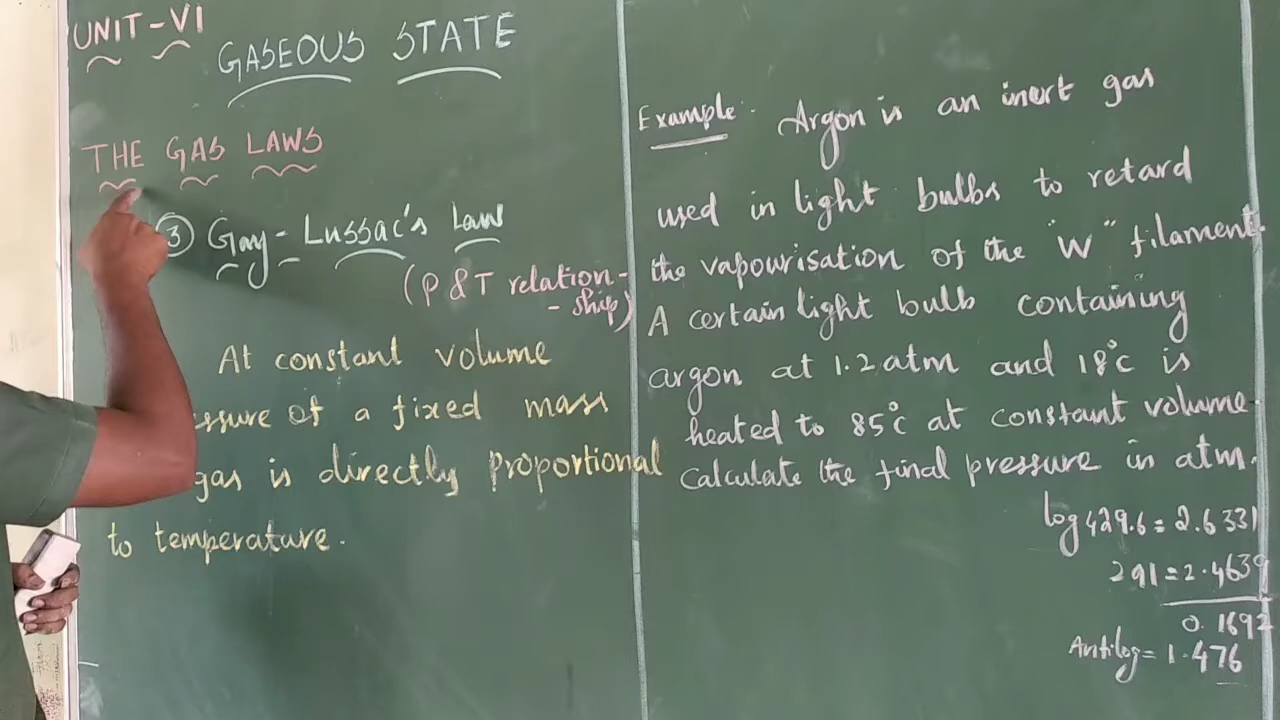 UNIT-VI
GASEOUS STATE
THE GAS LAWS
③ Gay-Lussac's Law
(P & T relation-
-ship)
At constant volume
ssure of a fixed mass
gas is directly proportional
to temperature.
Example:- Argon is an inert gas
used in light bulbs to retard
the vapourisation of the "W" filament.
A certain light bulb containing
argon at 1.2 atm and 18°c is
heated to 85°c at constant volume
Calculate the final pressure in atm.
log 429.6 = 2.6331
291 = 2.4639
0.1692
Antilog = 1.476